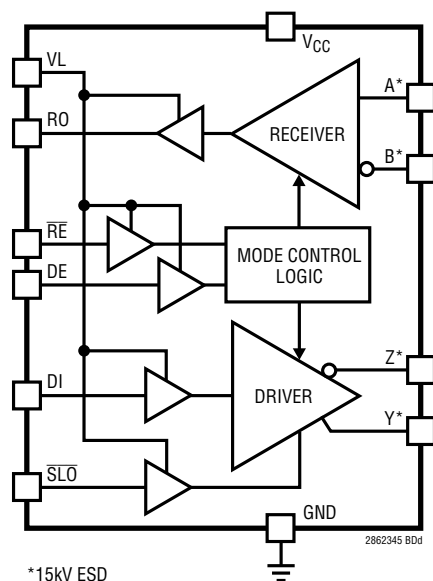 VCC
VL
A*
RO
RECEIVER
B*
RE
MODE CONTROL
LOGIC
DE
Z*
DI
DRIVER
Y*
SLO
GND
2862345 BDd
*15kV ESD